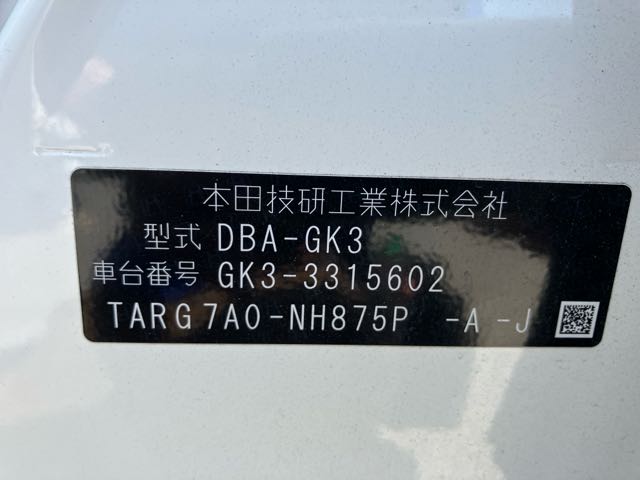 本田技研工業株式会社
型式 DBA-GK3
車台番号 GK3-3315602
TARG7A0-NH875P -A -J